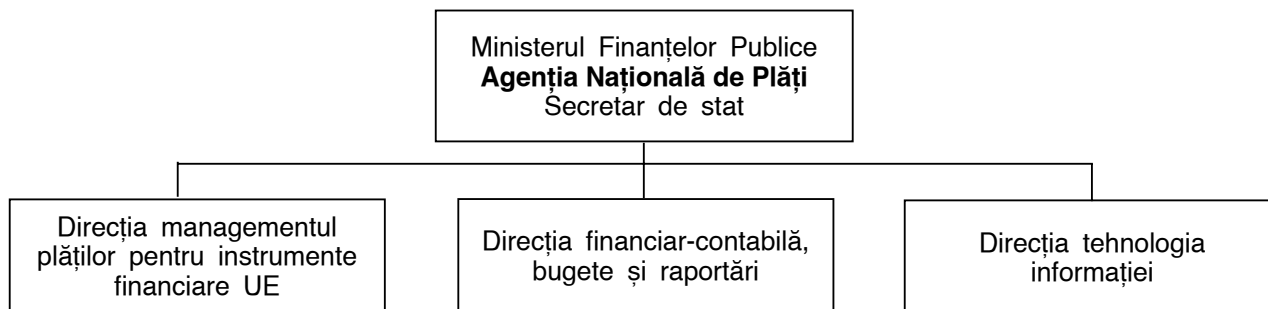 Ministerul Finanțelor Publice
Agenția Națională de Plăți
Secretar de stat
Direcția managementul
plăților pentru instrumente
financiare UE
Direcția financiar-contabilă,
bugete și raportări
Direcția tehnologia
informației